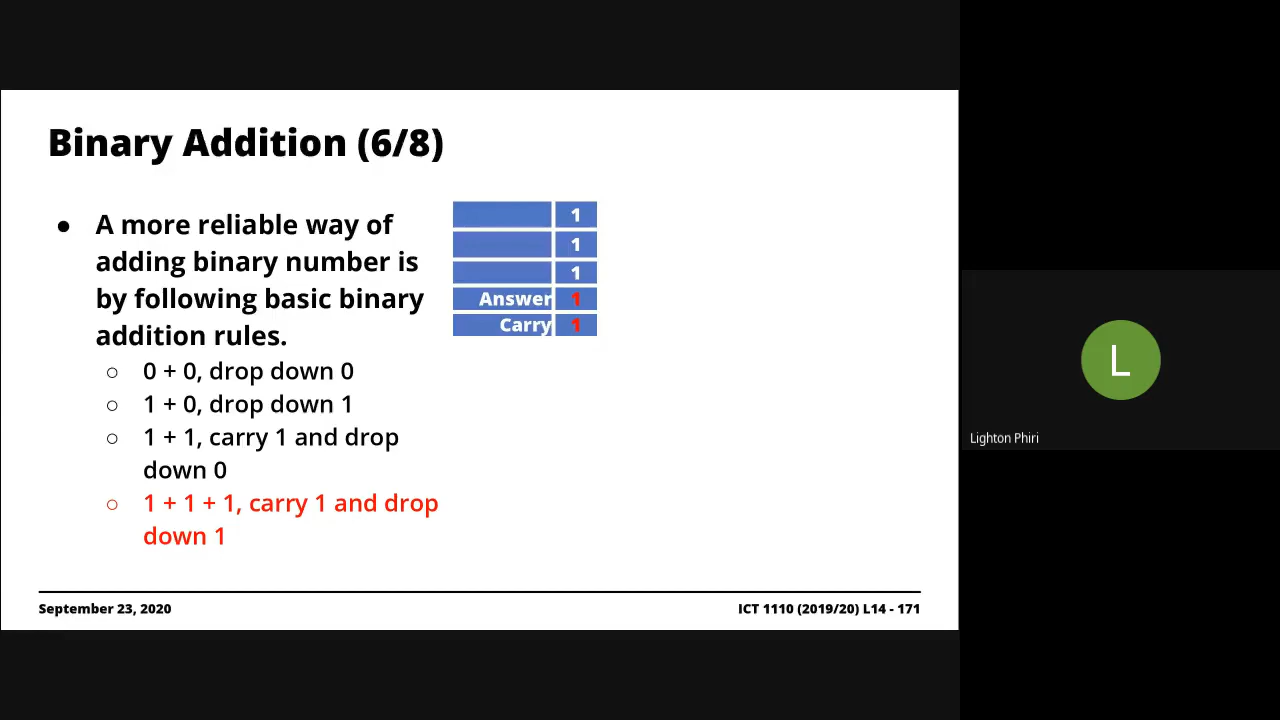 Binary Addition (6/8)
● A more reliable way of
adding binary number is
by following basic binary
addition rules.
○ 0 + 0, drop down 0
○ 1 + 0, drop down 1
○ 1 + 1, carry 1 and drop
down 0
○ 1 + 1 + 1, carry 1 and drop
down 1
1
1
1
Answer 1
Carry 1
September 23, 2020
ICT 1110 (2019/20) L14 - 171
L
Lighton Phiri